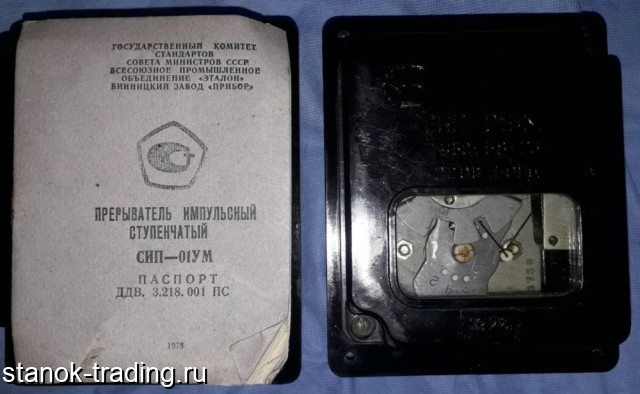 ГОСУДАРСТВЕННЫЙ КОМИТЕТ
СТАНДАРТОВ
СОВЕТА МИНИСТРОВ СССР
ВСЕСОЮЗНОЕ ПРОМЫШЛЕННОЕ
ОБЪЕДИНЕНИЕ «ЭТАЛОН»
ВИННИЦКИЙ ЗАВОД «ПРИБОР»
ПРЕРЫВАТЕЛЬ ИМПУЛЬСНЫЙ
СТУПЕНЧАТЫЙ
СИП—01УМ
ПАСПОРТ
ДДВ. 3.218.001 ПС
1978
stanok-trading.ru